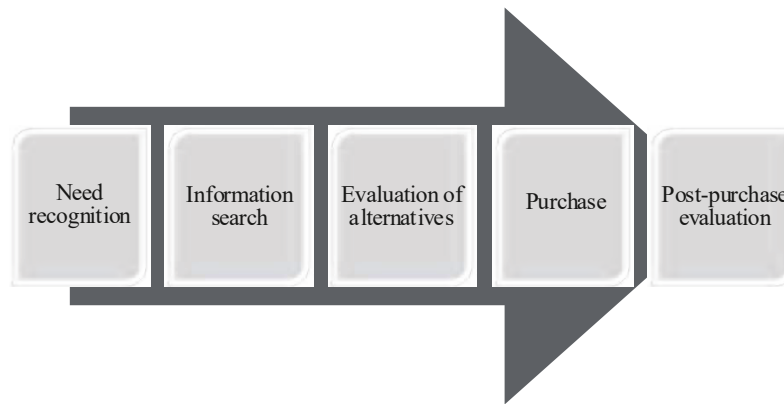 Need
recognition
Information
search
Evaluation of
alternatives
Purchase
Post-purchase
evaluation